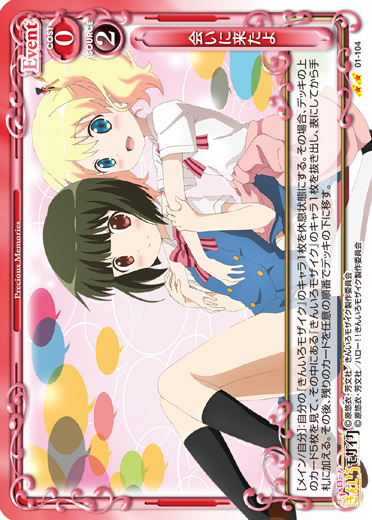 Event
COST
0
SOURCE
2
会いに来たよ
Precious Memories
[メイン/自分]:自分の『きんいろモザイク』のキャラ1枚を休息状態にする。その場合、デッキの上
のカード5枚を見て、その中にある『きんいろモザイク』のキャラ1枚を抜き出し、表にしてから手
札に加える。その後、残りのカードを任意の順番でデッキの下に移す。
©原悠衣・芳文社/きんいろモザイク製作委員会
©原悠衣・芳文社/ハロー!!きんいろモザイク製作委員会
01-104